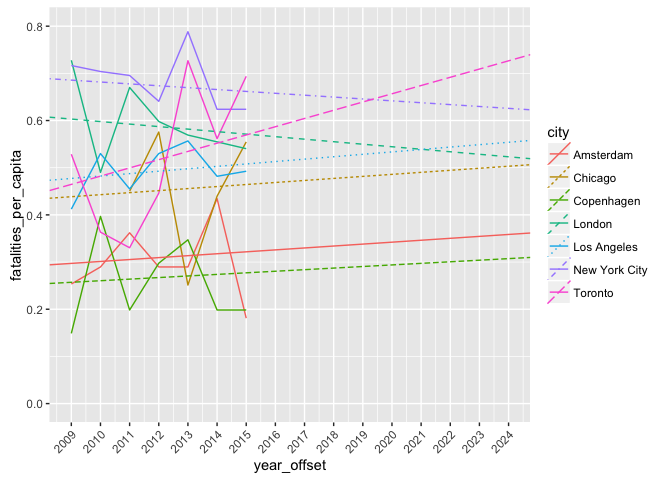 0.8
0.6
0.4
0.2
0.0
fatalities_per_capita
2009
2010
2011
2012
2013
2014
2015
2016
2017
2018
2019
2020
2021
2022
2023
2024
year_offset
city
Amsterdam
Chicago
Copenhagen
London
Los Angeles
New York City
Toronto